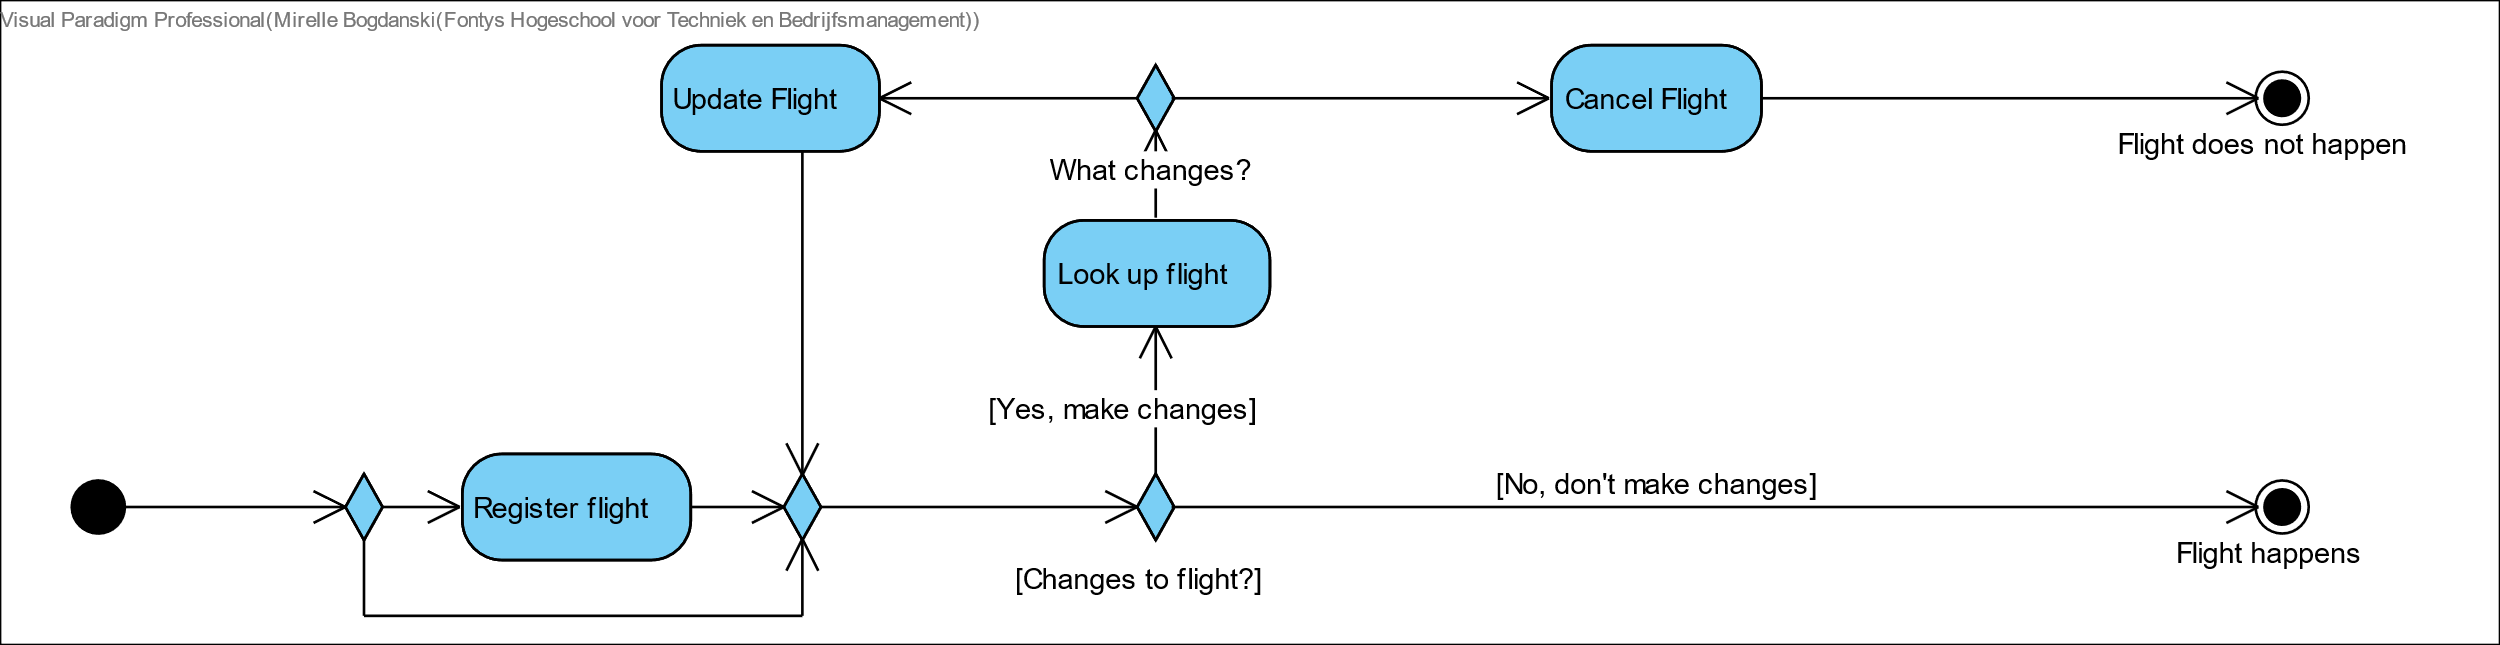 Visual Paradigm Professional(Mirelle Bogdanski(Fontys Hogeschool voor Techniek en Bedrijfsmanagement))
Update Flight
Cancel Flight
Flight does not happen
What changes?
Look up flight
[Yes, make changes]
[No, don't make changes]
Register flight
Flight happens
[Changes to flight?]